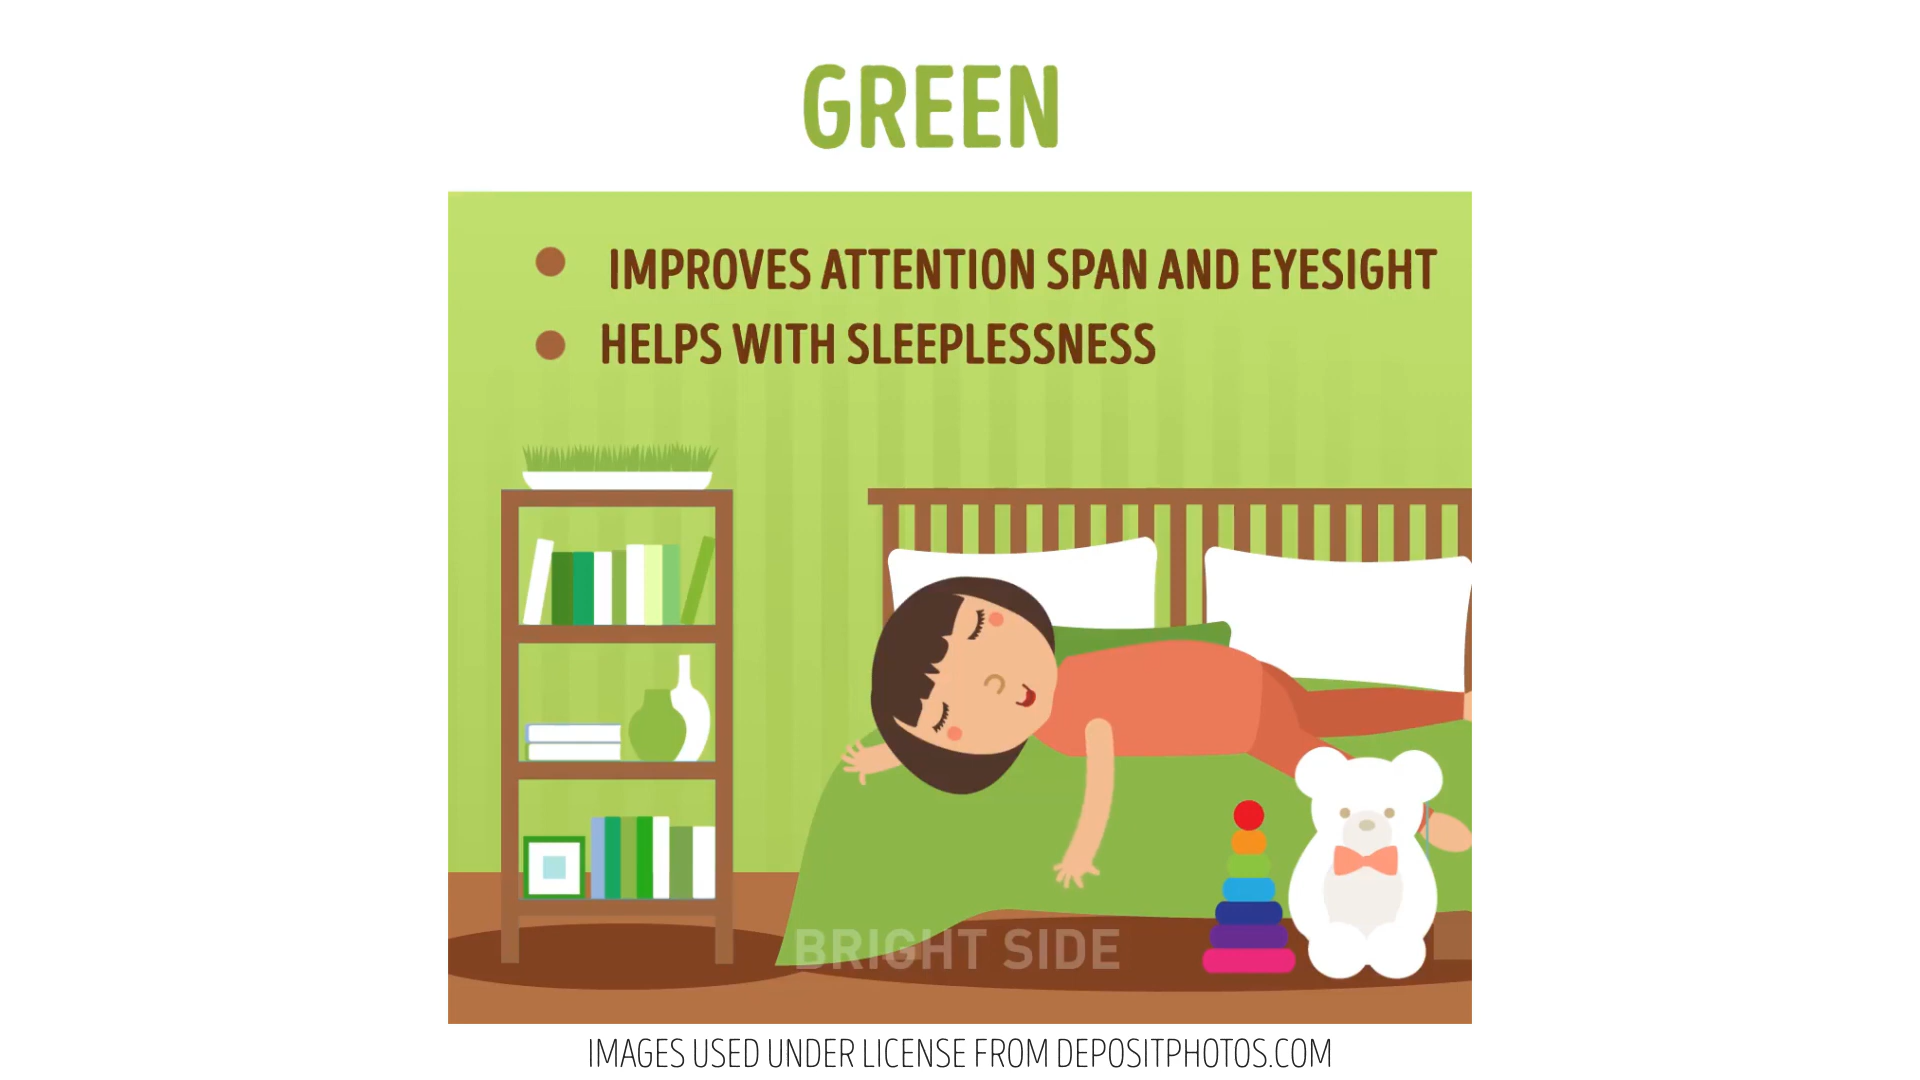 GREEN
IMPROVES ATTENTION SPAN AND EYESIGHT
HELPS WITH SLEEPLESSNESS
BRIGHT SIDE
IMAGES USED UNDER LICENSE FROM DEPOSITPHOTOS.COM